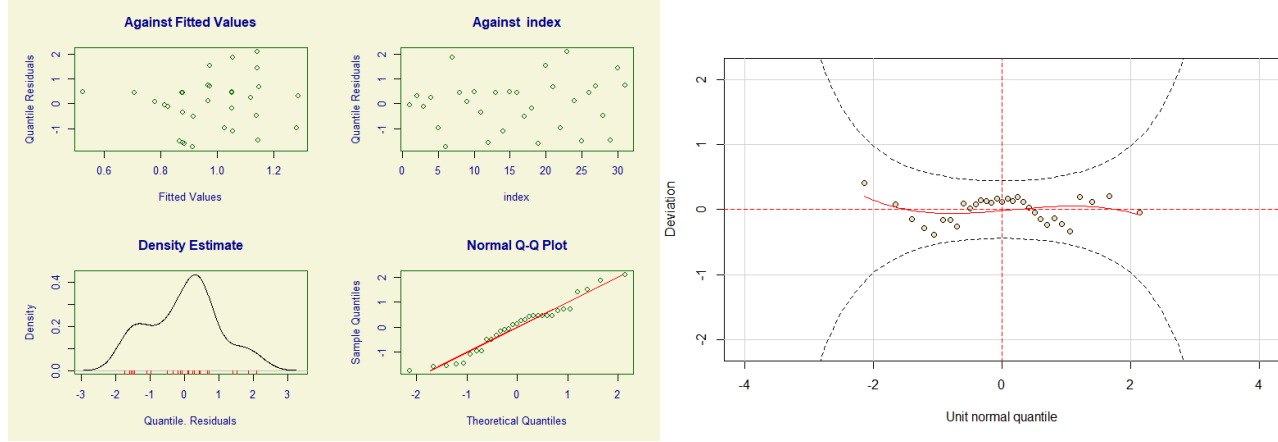 Against Fitted Values
Quantile Residuals
-1 0 1 2
0.6 0.8 1.0 1.2
Fitted Values
Against index
Quantile Residuals
-1 0 1 2
0 5 10 15 20 25 30
index
Density Estimate
Density
0.0 0.2 0.4
-3 -2 -1 0 1 2 3
Quantile. Residuals
Normal Q-Q Plot
Sample Quantiles
-1 0 1 2
-2 -1 0 1 2
Theoretical Quantiles
Deviation
2
1
0
-1
-2
-4 -2 0 2 4
Unit normal quantile